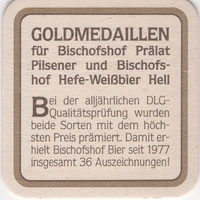 GOLDMEDAILLEN
für Bischofshof Prälat
Pilsener und Bischofs-
hof Hefe-Weißbier Hell
Bei der alljährlichen DLG-
Qualitätsprüfung wurden
beide Sorten mit dem höch-
sten Preis prämiert. Damit er-
hielt Bischofshof Bier seit 1977
insgesamt 36 Auszeichnungen!